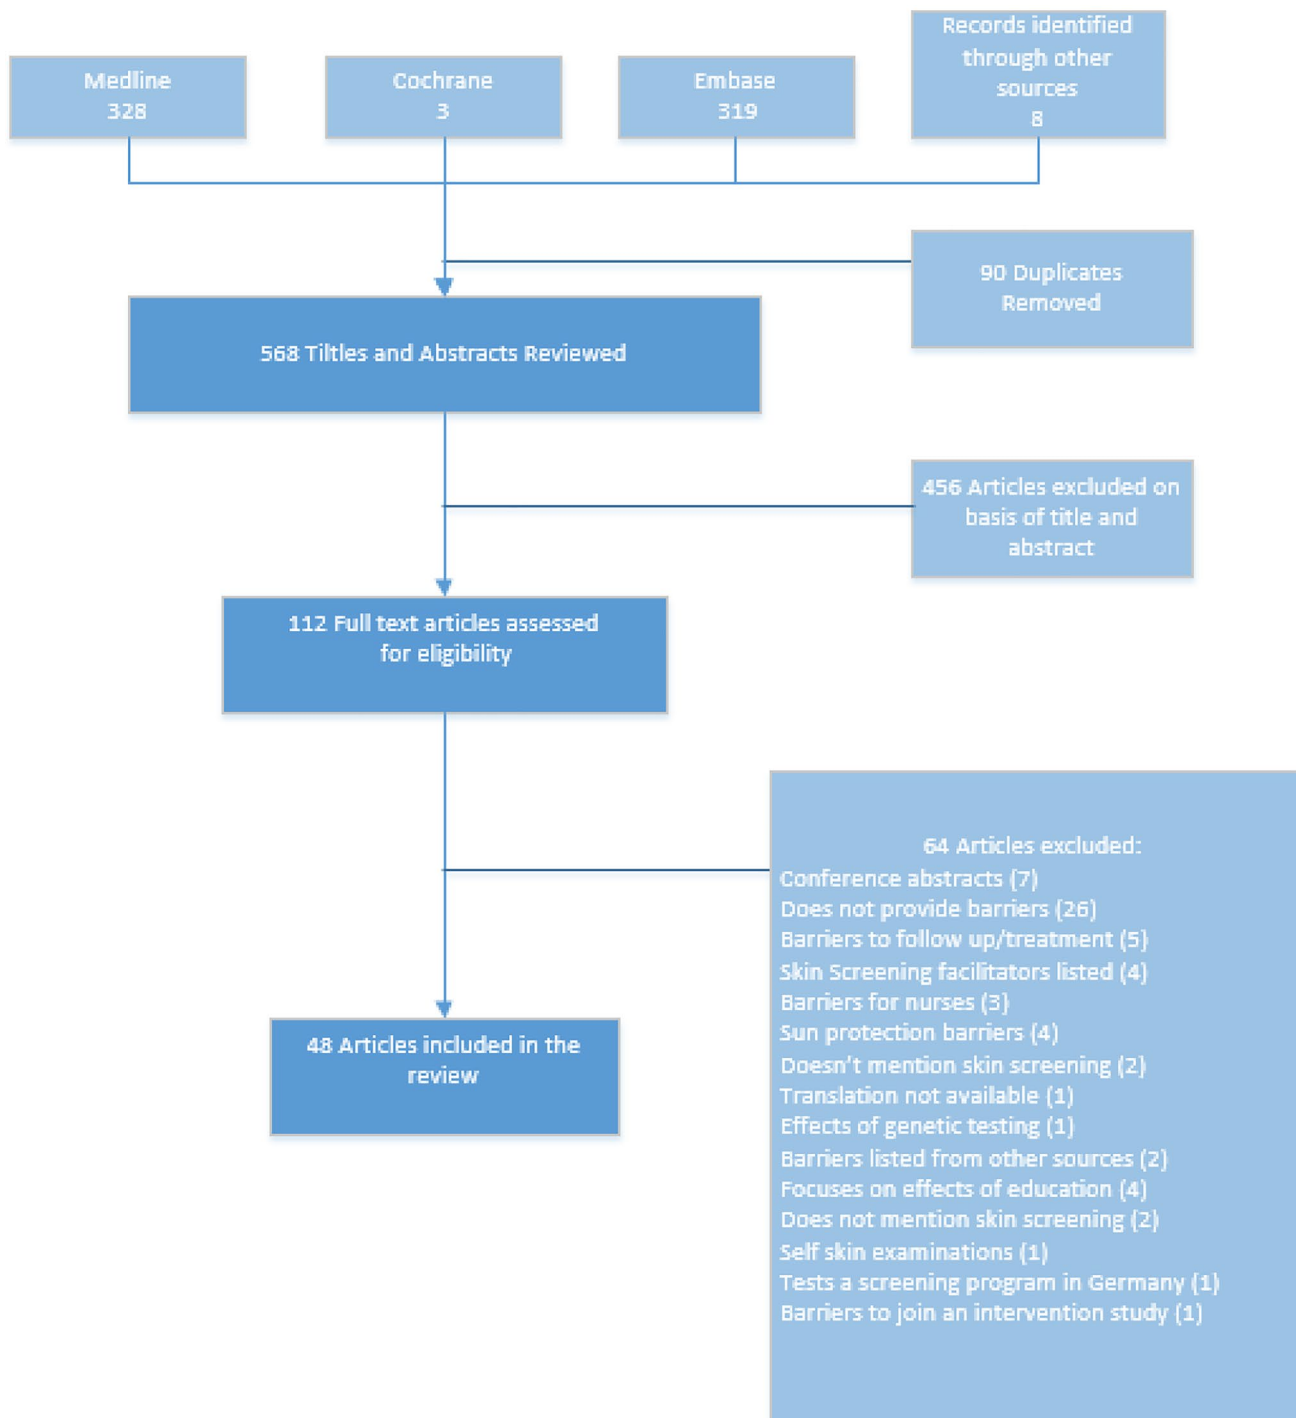 Medline
328
Cochrane
3
Embase
319
Records identified
through other
sources
8
90 Duplicates
Removed
568 Tiltles and Abstracts Reviewed
456 Articles excluded on
basis of title and
abstract
112 Full text articles assessed
for eligibility
64 Articles excluded:
Conference abstracts (7)
Does not provide barriers (26)
Barriers to follow up/treatment (5)
Skin Screening facilitators listed (4)
Barriers for nurses (3)
Sun protection barriers (4)
Doesn't mention skin screening (2)
Translation not available (1)
Effects of genetic testing (1)
Barriers listed from other sources (2)
Focuses on effects of education (4)
Does not mention skin screening (2)
Self skin examinations (1)
Tests a screening program in Germany (1)
Barriers to join an intervention study (1)
48 Articles included in the
review